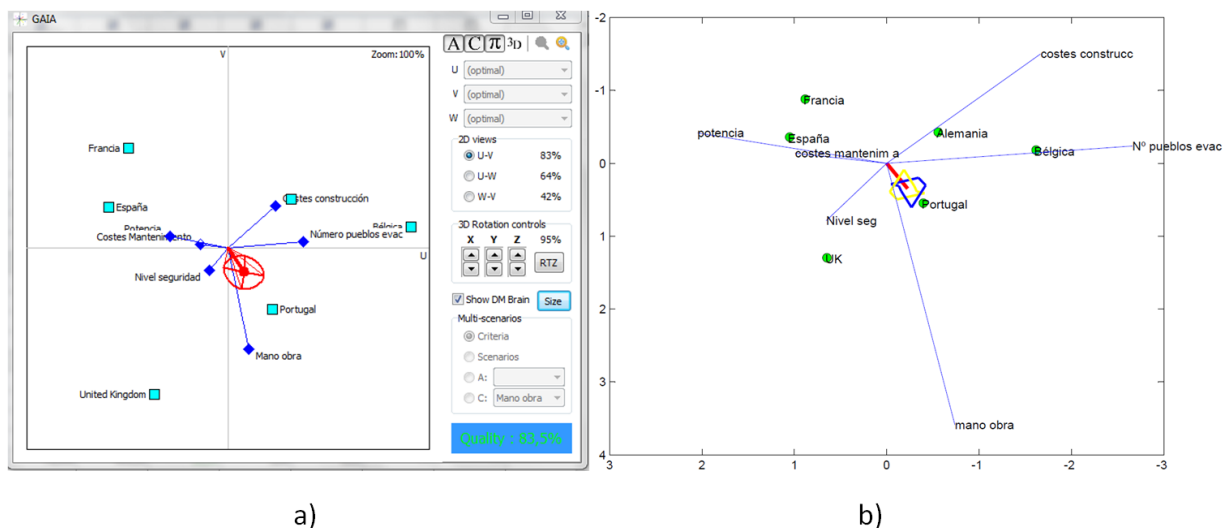 GAIA
V
Zoom: 100%
Francia
España
Costes construcción
Bélgica
Potencia
Costes Mantenimento
Número pueblos evac
U
Nivel seguridad
Portugal
Mano obra
United Kingdom
A C π 3D
U (optimal)
V (optimal)
W (optimal)
2D views
U-V 83%
U-W 64%
W-V 42%
3D Rotation controls
X Y Z 95%
RTZ
Show DM Brain Size
Multi-scenarios
Criteria
Scenarios
A:
C: Mano obra
Quality : 83,5%
a)
-2
-1
0
1
2
3
4
3 2 1 0 -1 -2 -3
costes construcc
Francia
potencia
España
Alemania
costes mantenim a
Bélgica
Nº pueblos evac
Nivel seg
Portugal
UK
mano obra
b)